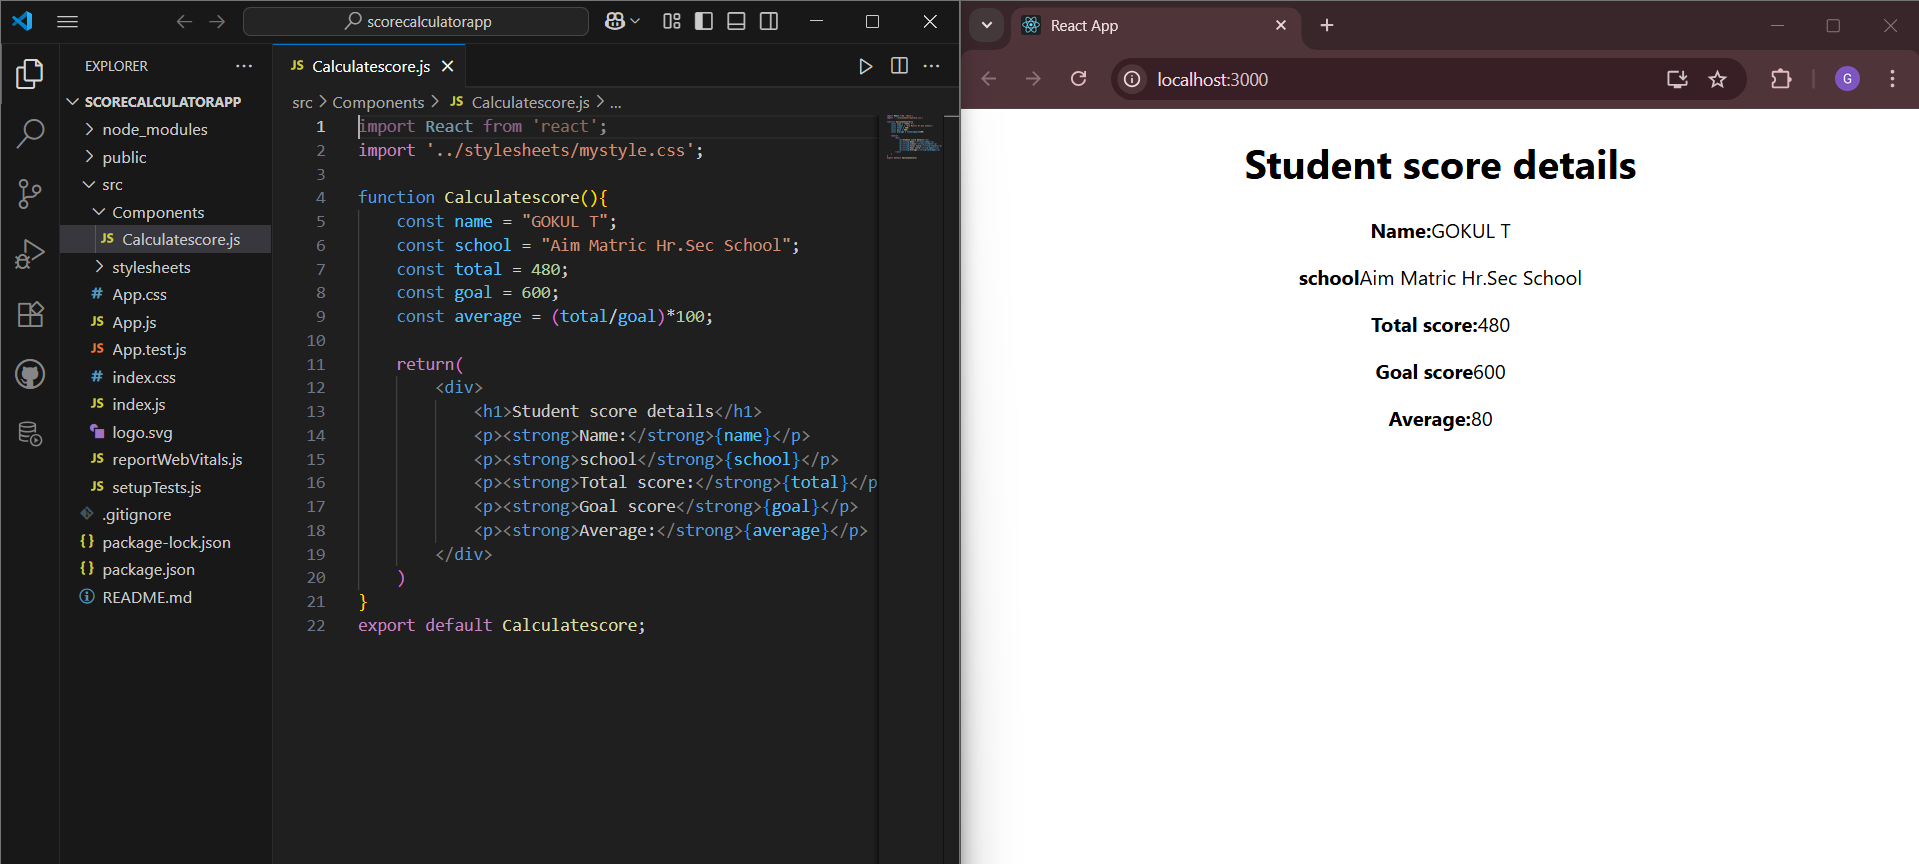 scorecalculatorapp
EXPLORER
SCORECALCULATORAPP
node_modules
public
src
Components
JS Calculatescore.js
stylesheets
# App.css
JS App.js
JS App.test.js
# index.css
JS index.js
logo.svg
JS reportWebVitals.js
JS setupTests.js
.gitignore
{} package-lock.json
{} package.json
README.md
JS Calculatescore.js
src > Components > JS Calculatescore.js > ...
1 import React from 'react';
2 import '../stylesheets/mystyle.css';
3
4 function Calculatescore(){
5 const name = "GOKUL T";
6 const school = "Aim Matric Hr.Sec School";
7 const total = 480;
8 const goal = 600;
9 const average = (total/goal)*100;
10
11 return(
12 <div>
13 <h1>Student score details</h1>
14 <p><strong>Name:</strong>{name}</p>
15 <p><strong>school</strong>{school}</p>
16 <p><strong>Total score:</strong>{total}</p
17 <p><strong>Goal score</strong>{goal}</p>
18 <p><strong>Average:</strong>{average}</p>
19 </div>
20 )
21 }
22 export default Calculatescore;
React App
localhost:3000
G
Student score details
Name:GOKUL T
schoolAim Matric Hr.Sec School
Total score:480
Goal score600
Average:80